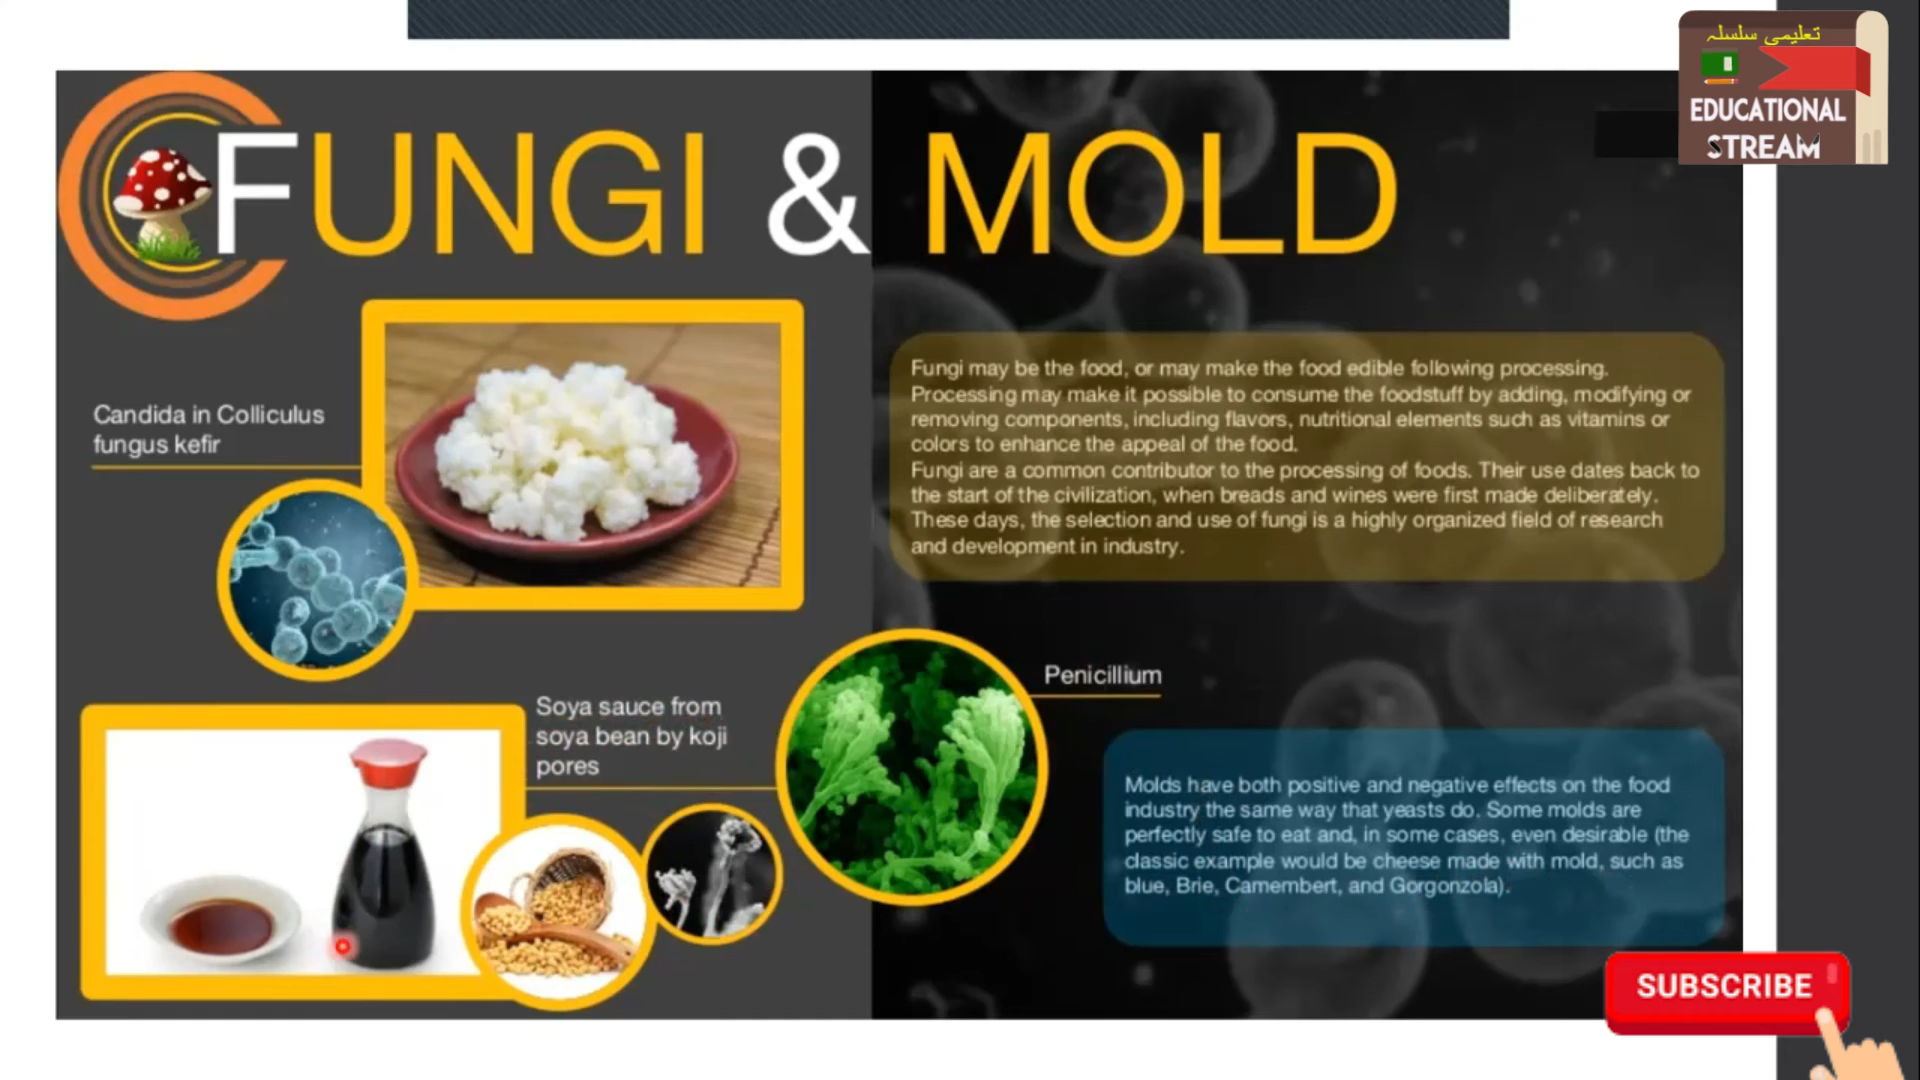 تعلیمی سلسلہ
EDUCATIONAL
STREAM
FUNGI & MOLD
Candida in Colliculus
fungus kefir
Fungi may be the food, or may make the food edible following processing.
Processing may make it possible to consume the foodstuff by adding, modifying or
removing components, including flavors, nutritional elements such as vitamins or
colors to enhance the appeal of the food.
Fungi are a common contributor to the processing of foods. Their use dates back to
the start of the civilization, when breads and wines were first made deliberately.
These days, the selection and use of fungi is a highly organized field of research
and development in industry.
Soya sauce from
soya bean by koji
pores
Penicillium
Molds have both positive and negative effects on the food
industry the same way that yeasts do. Some molds are
perfectly safe to eat and, in some cases, even desirable (the
classic example would be cheese made with mold, such as
blue, Brie, Camembert, and Gorgonzola).
SUBSCRIBE